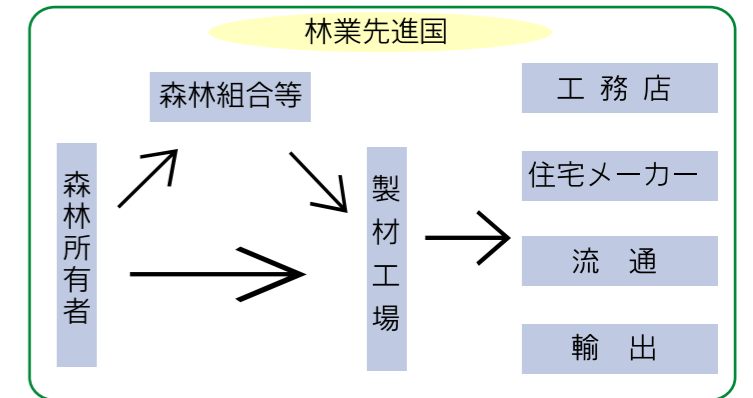 林業先進国
森林組合等
森林所有者
製材工場
工務店
住宅メーカー
流通
輸出